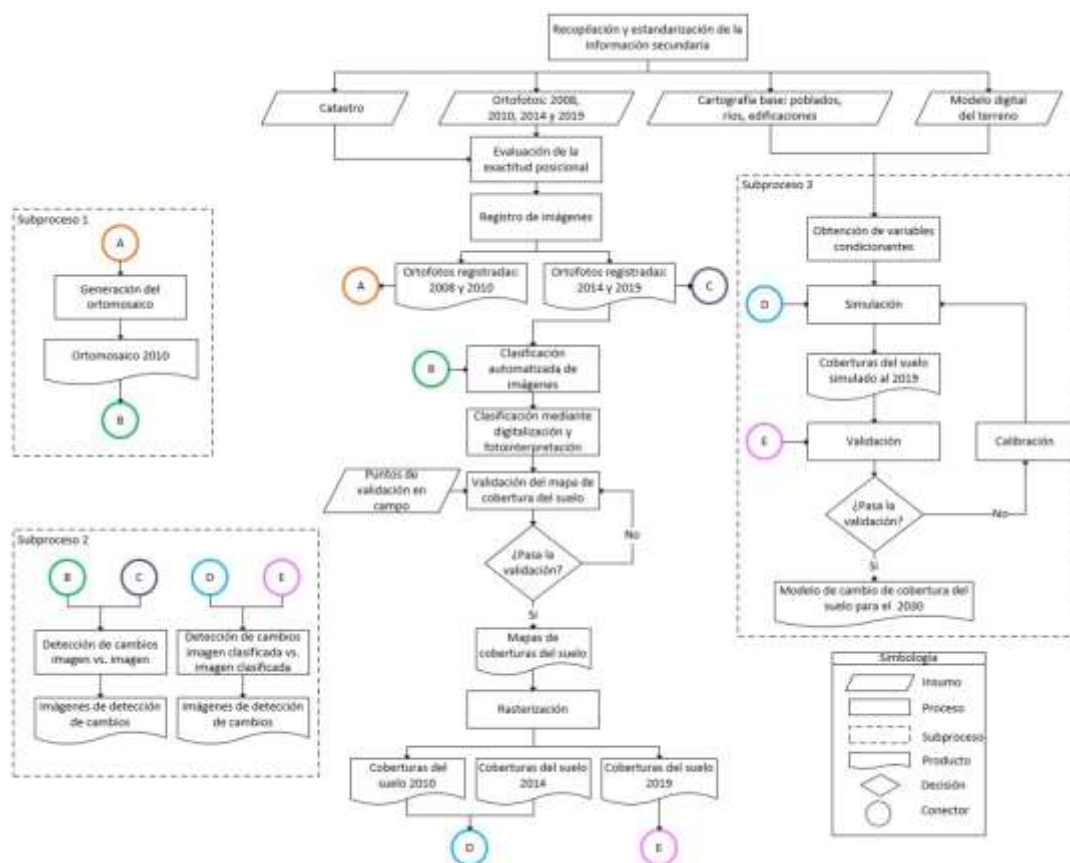 Recopilación y estandarización de la
información secundaria
Catastro
Ortofotos: 2008,
2010, 2014 y 2019
Cartografía base: poblados,
ríos, edificaciones
Modelo digital
del terreno
Evaluación de la
exactitud posicional
Registro de imágenes
A
Ortofotos registradas:
2008 y 2010
Ortofotos registradas:
2014 y 2019
C
B
Clasificación
automatizada de
imágenes
Clasificación mediante
digitalización y
fotointerpretación
Puntos de
validación en
campo
Validación del mapa de
cobertura del suelo
No
¿Pasa la
validación?
Si
Mapas de
coberturas del suelo
Rasterización
Coberturas del
suelo 2010
Coberturas del suelo
2014
Coberturas del suelo
2019
D
E
Subproceso 1
A
Generación del
ortomosaico
Ortomosaico 2010
B
Subproceso 2
B
C
D
E
Detección de cambios
imagen vs. imagen
Detección de cambios
imagen clasificada vs.
imagen clasificada
Imágenes de detección
de cambios
Imágenes de detección
de cambios
Subproceso 3
Obtención de variables
condicionantes
D
Simulación
Coberturas del suelo
simulado al 2019
E
Validación
Calibración
¿Pasa la
validación?
No
Si
Modelo de cambio de cobertura del
suelo para el 2030
Simbología
Insumo
Proceso
Subproceso
Producto
Decisión
Conector